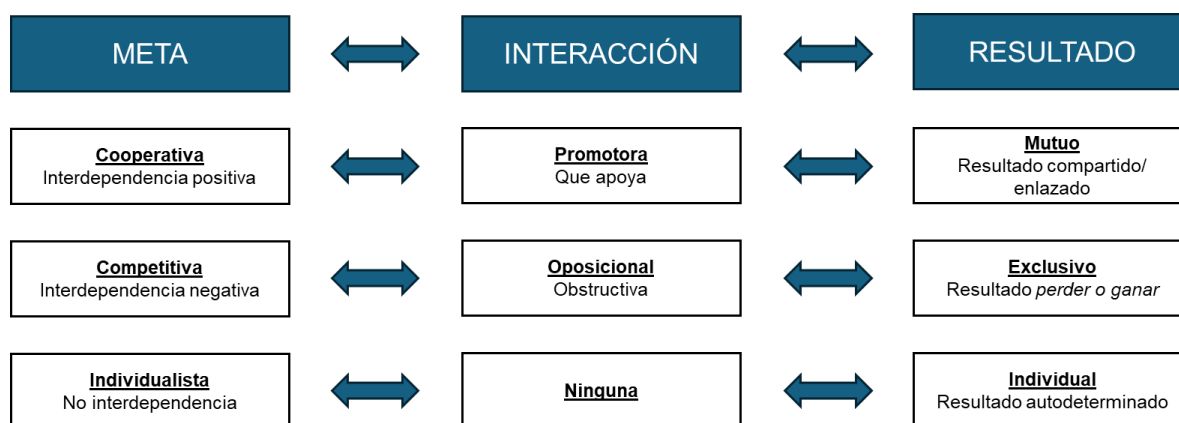 META
INTERACCIÓN
RESULTADO
Cooperativa
Interdependencia positiva
Promotora
Que apoya
Mutuo
Resultado compartido/
enlazado
Competitiva
Interdependencia negativa
Oposicional
Obstructiva
Exclusivo
Resultado perder o ganar
Individualista
No interdependencia
Ninguna
Individual
Resultado autodeterminado